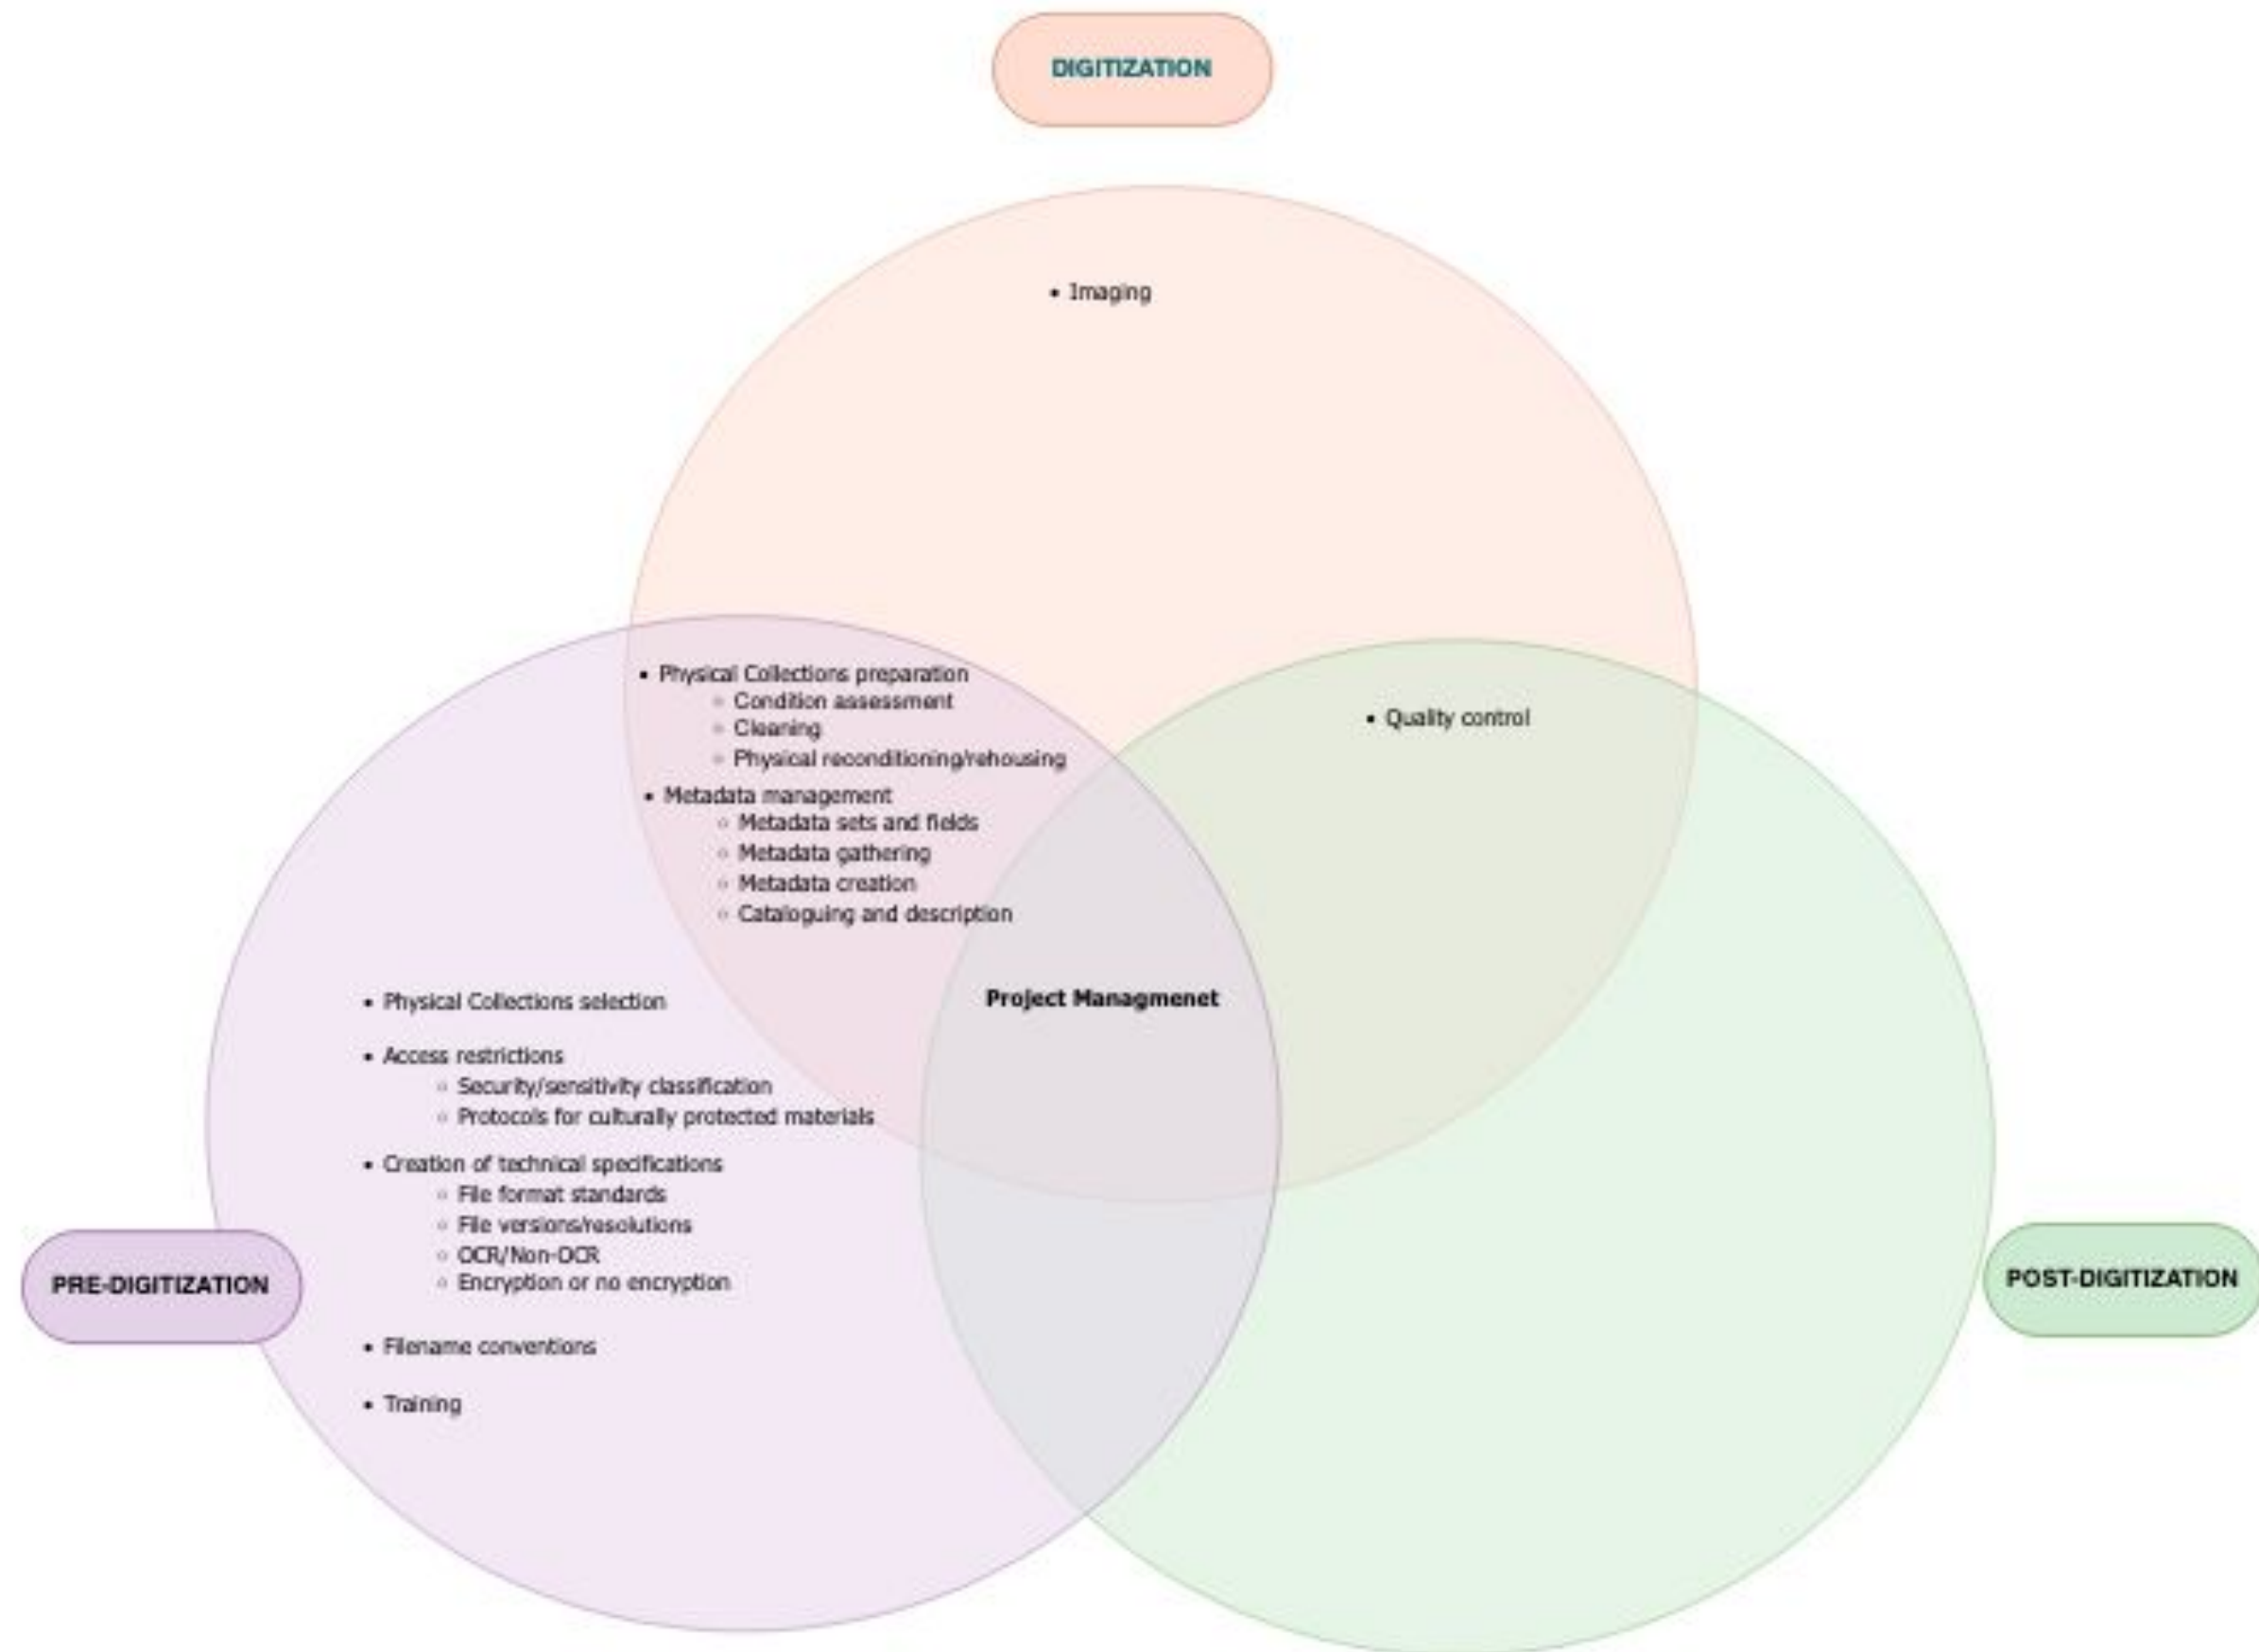 DIGITIZATION
• Imaging
• Physical Collections preparation
◦ Condition assessment
◦ Cleaning
◦ Physical reconditioning/rehousing
• Metadata management
◦ Metadata sets and fields
◦ Metadata gathering
◦ Metadata creation
◦ Cataloguing and description
• Quality control
Project Managmenet
• Physical Collections selection
• Access restrictions
◦ Security/sensitivity classification
◦ Protocols for culturally protected materials
• Creation of technical specifications
◦ File format standards
◦ File versions/resolutions
◦ OCR/Non-OCR
◦ Encryption or no encryption
• Filename conventions
• Training
PRE-DIGITIZATION
POST-DIGITIZATION